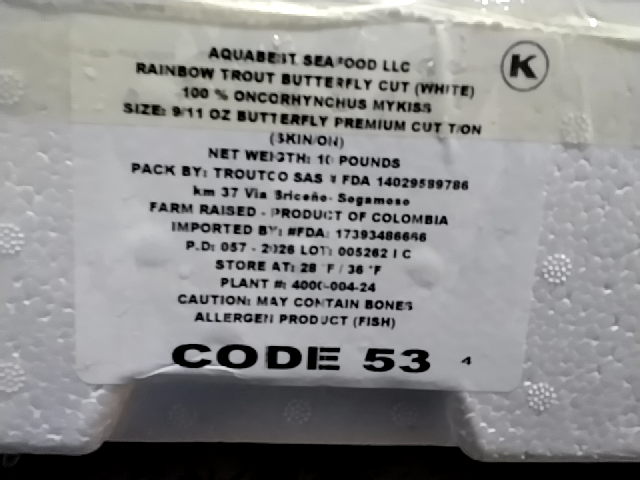 AQUABEST SEAFOOD LLC
K
RAINBOW TROUT BUTTERFLY CUT (WHITE)
100 % ONCORHYNCHUS MYKISS
SIZE: 9/11 OZ BUTTERFLY PREMIUM CUT T/ON
(SKIN/ON)
NET WEIGHT: 10 POUNDS
PACK BY: TROUTCO SAS # FDA 14029589786
km 37 Via Briceño- Sogamoso
FARM RAISED - PRODUCT OF COLOMBIA
IMPORTED BY: #FDA: 17393486666
P.D: 057 - 2026 LOT: 005262 I C
STORE AT: 28 °F / 36 °F
PLANT #: 4000-004-24
CAUTION: MAY CONTAIN BONES
ALLERGEN PRODUCT (FISH)
CODE 53 4